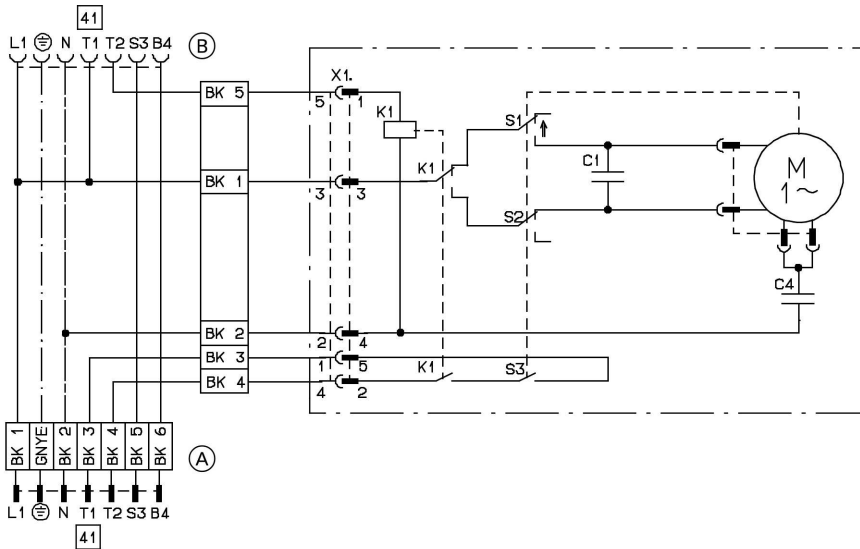 41
L1 N T1 T2 S3 B4 B
BK 5
X1.
5 1
K1
S1
C1
M
1~
BK 1
3 3
K1
S2
C4
BK 2
2 4
BK 3
1 5
K1
S3
BK 4
4 2
BK 1
GNYE
BK 2
BK 3
BK 4
BK 5
BK 6
A
L1 N T1 T2 S3 B4
41